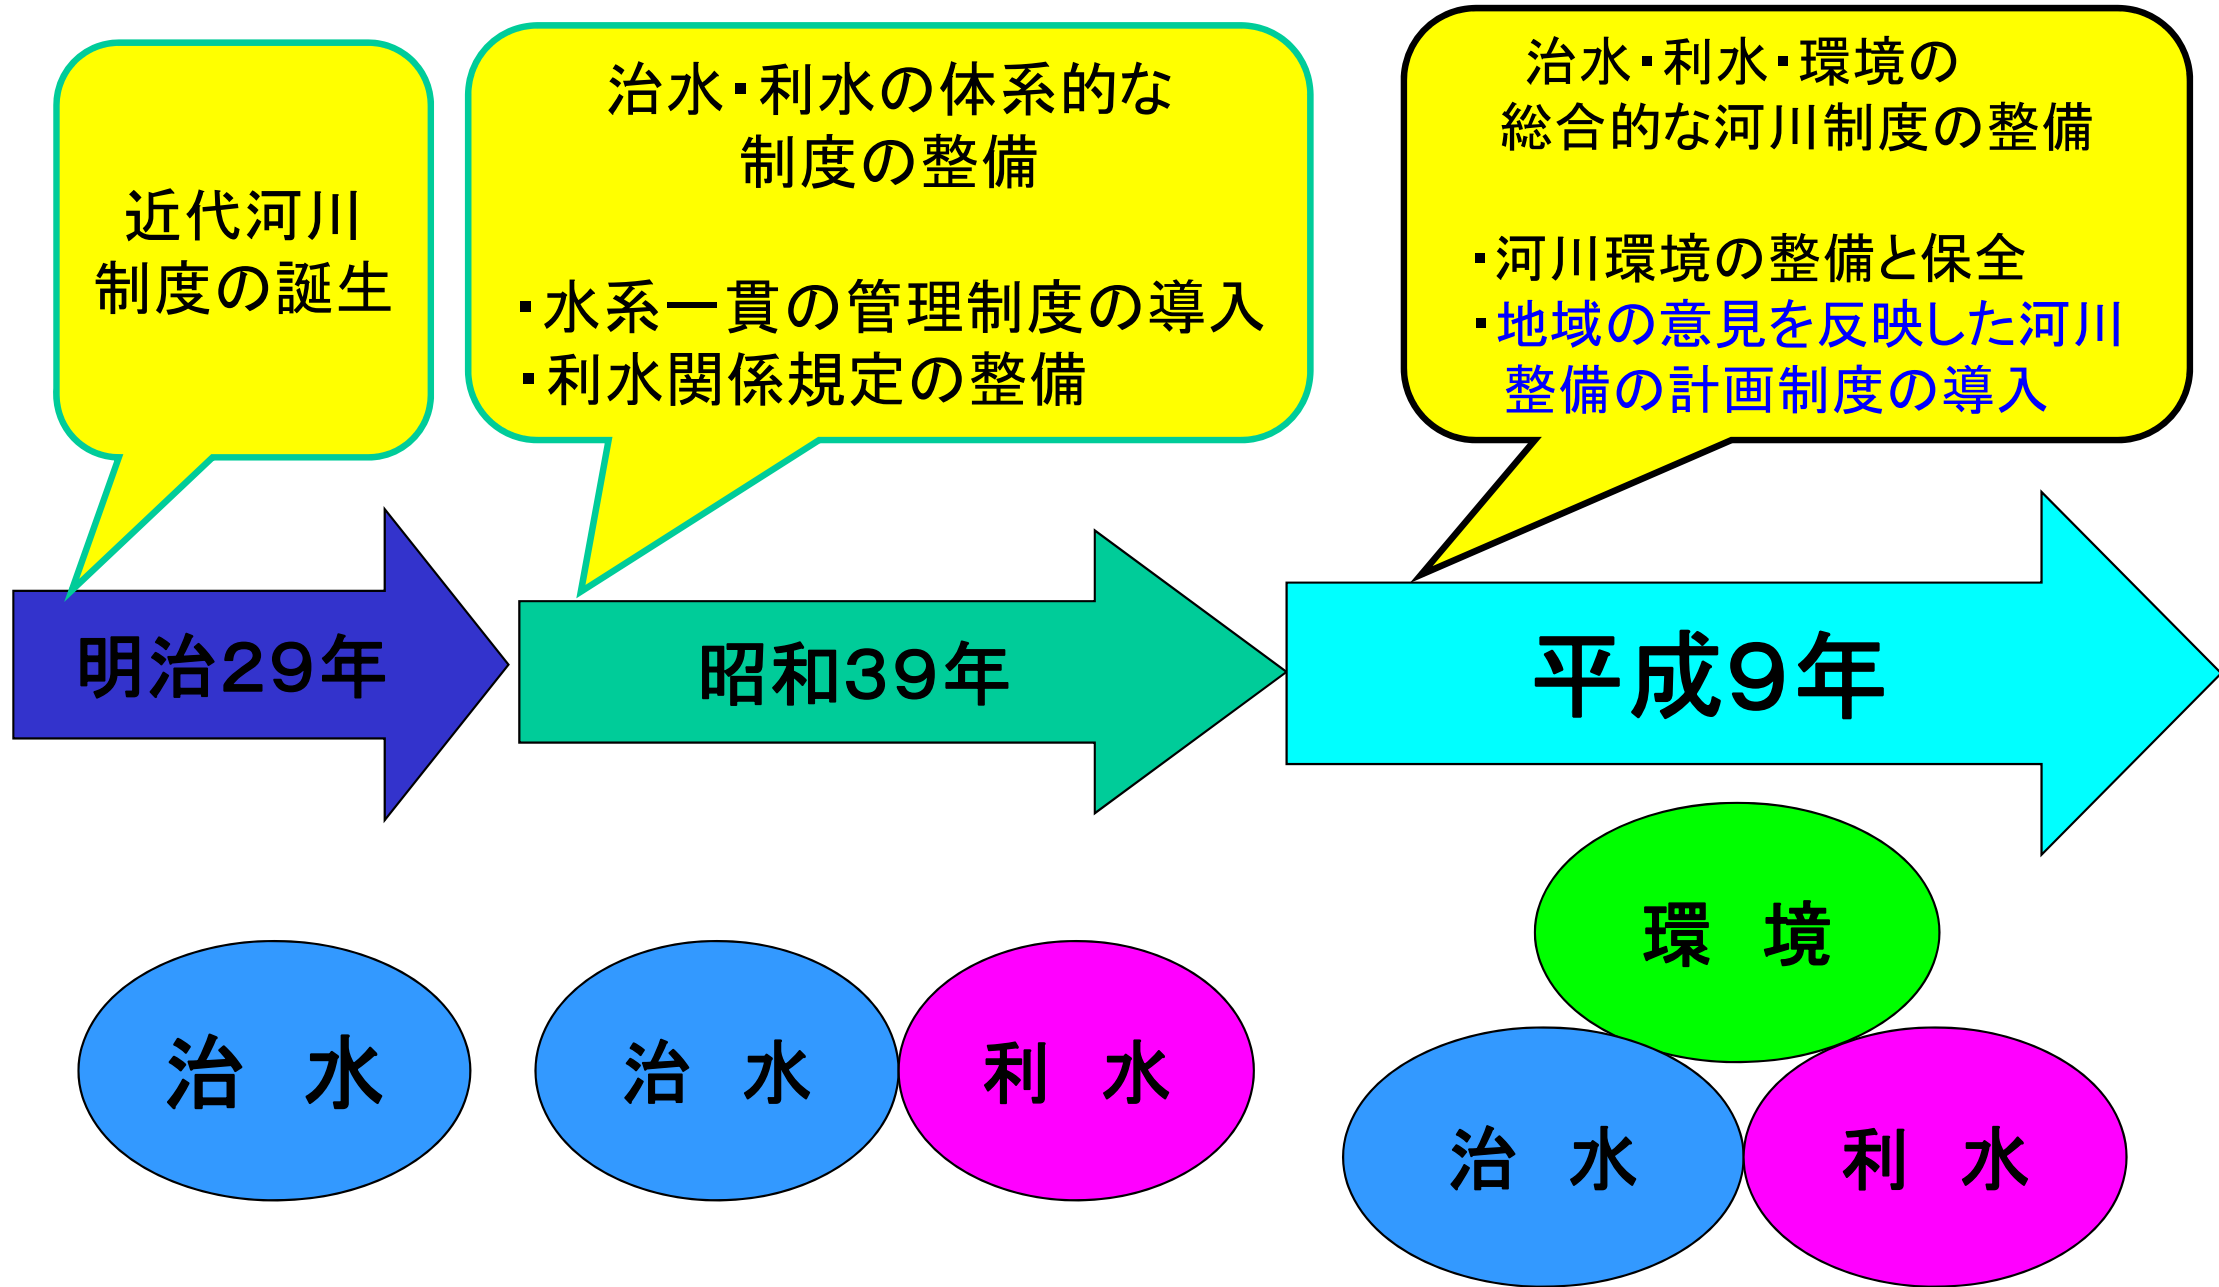 近代河川
制度の誕生
治水・利水の体系的な
制度の整備
・水系一貫の管理制度の導入
・利水関係規定の整備
治水・利水・環境の
総合的な河川制度の整備
・河川環境の整備と保全
・地域の意見を反映した河川
整備の計画制度の導入
明治29年
昭和39年
平成9年
治　水
治　水
利　水
環　境
治　水
利　水